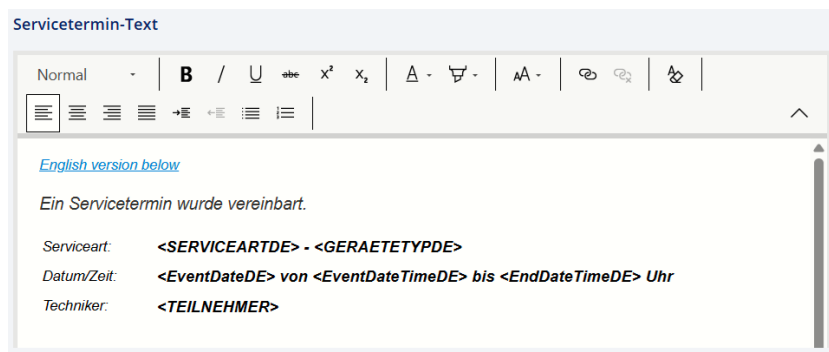 Servicetermin-Text
Normal
B I U abc x² x₂ A AA A
English version below
Ein Servicetermin wurde vereinbart.
Serviceart: <SERVICEARTDE> - <GERAETETYPDE>
Datum/Zeit: <EventDateDE> von <EventDateTimeDE> bis <EndDateTimeDE> Uhr
Techniker: <TEILNEHMER>